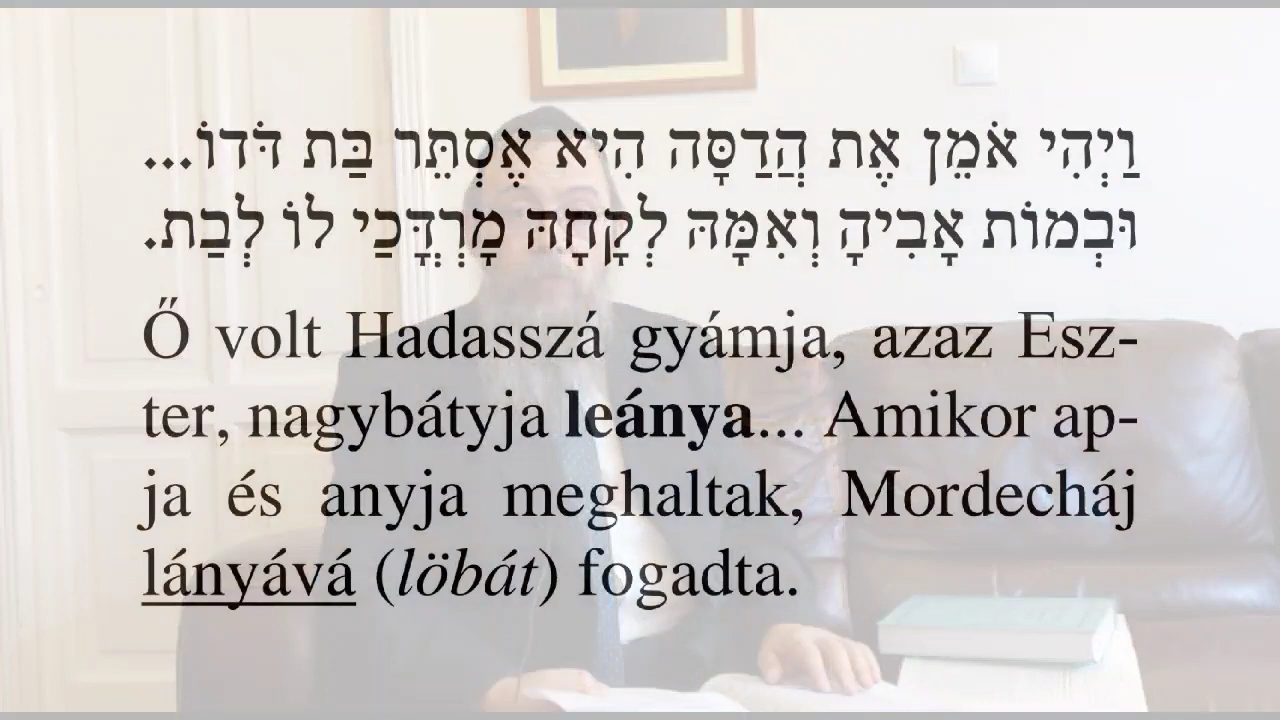 וַיְהִי אֹמֵן אֶת הֲדַסָּה הִיא אֶסְתֵּר בַּת דֹּדוֹ...
וּבְמוֹת אָבִיהָ וְאִמָּהּ לְקָחָהּ מָרְדֳּכַי לוֹ לְבַת.
Ő volt Hadasszá gyámja, azaz Esz-
ter, nagybátyja leánya... Amikor ap-
ja és anyja meghaltak, Mordecháj
lányává (löbát) fogadta.